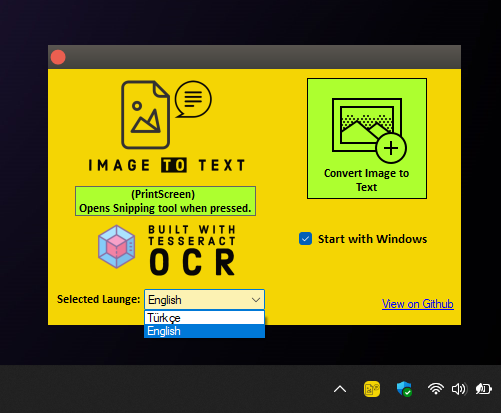 IMAGE TO TEXT
Convert Image to
Text
(PrintScreen)
Opens Snipping tool when pressed.
BUILT WITH
TESSERACT
OCR
Start with Windows
Selected Launge: English
View on Github
Türkçe
English